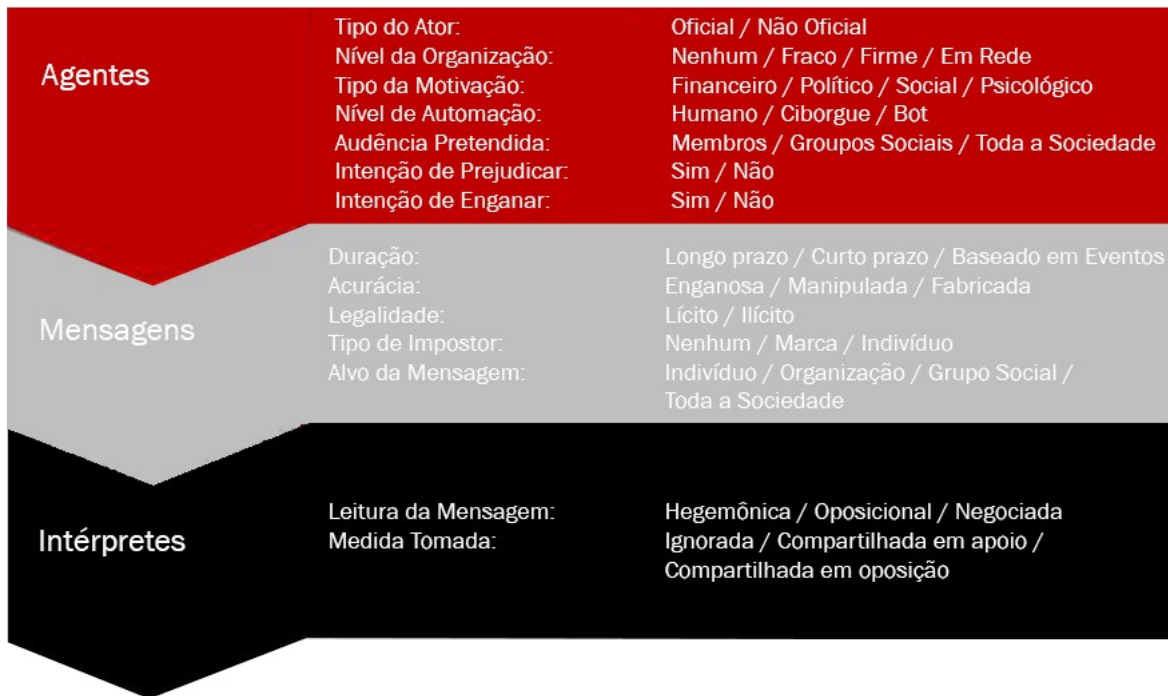 Agentes
Tipo do Ator: Oficial / Não Oficial
Nível da Organização: Nenhum / Fraco / Firme / Em Rede
Tipo da Motivação: Financeiro / Político / Social / Psicológico
Nível de Automação: Humano / Ciborgue / Bot
Audência Pretendida: Membros / Groupos Sociais / Toda a Sociedade
Intenção de Prejudicar: Sim / Não
Intenção de Enganar: Sim / Não
Mensagens
Duração: Longo prazo / Curto prazo / Baseado em Eventos
Acurácia: Enganosa / Manipulada / Fabricada
Legalidade: Lícito / Ilícito
Tipo de Impostor: Nenhum / Marca / Indivíduo
Alvo da Mensagem: Indivíduo / Organização / Grupo Social /
Toda a Sociedade
Intérpretes
Leitura da Mensagem: Hegemônica / Oposicional / Negociada
Medida Tomada: Ignorada / Compartilhada em apoio /
Compartilhada em oposição